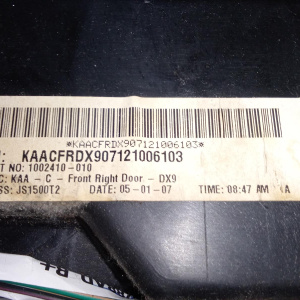 *KAACFRDX907121006103*
: KAACFRDX907121006103
T NO: 1002410-010
C: KAA - C - Front Right Door - DX9
SS: JS1500T2 DATE: 05-01-07 TIME: 08:47 AM